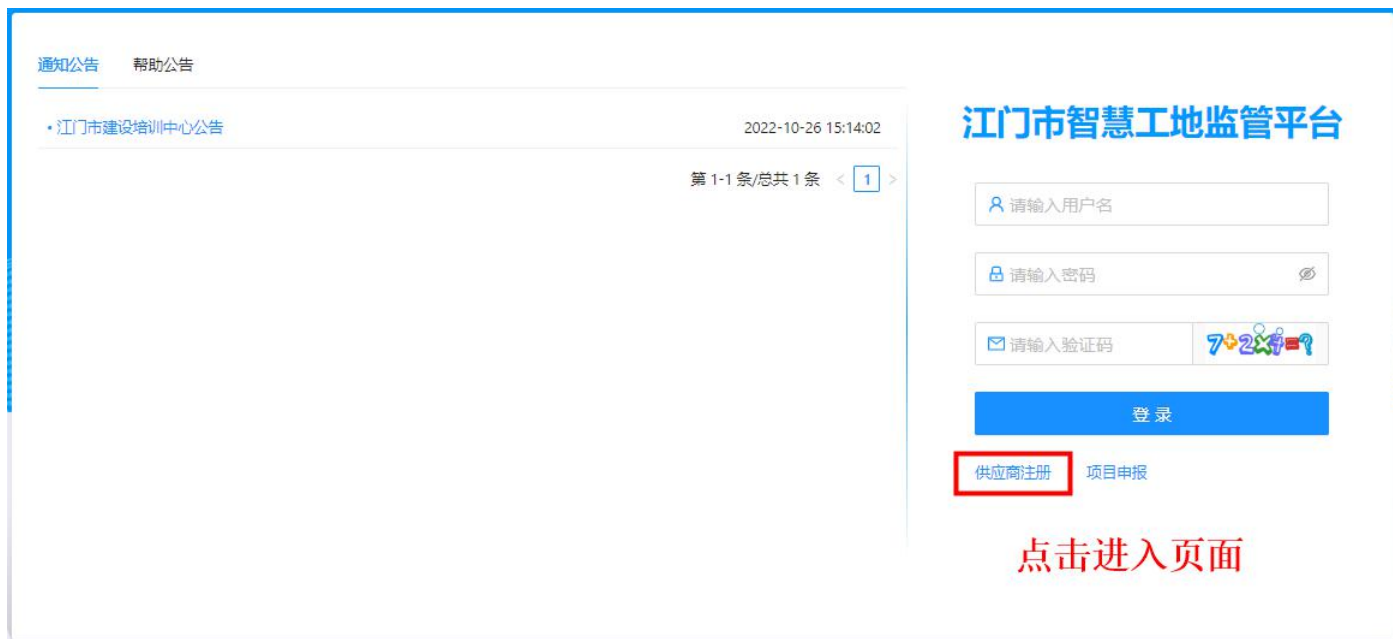 通知公告 帮助公告
•江门市建设培训中心公告 2022-10-26 15:14:02
第 1-1 条/总共 1 条 < 1 >
江门市智慧工地监管平台
请输入用户名
请输入密码
请输入验证码 7+2×4=?
登 录
供应商注册 项目申报
点击进入页面